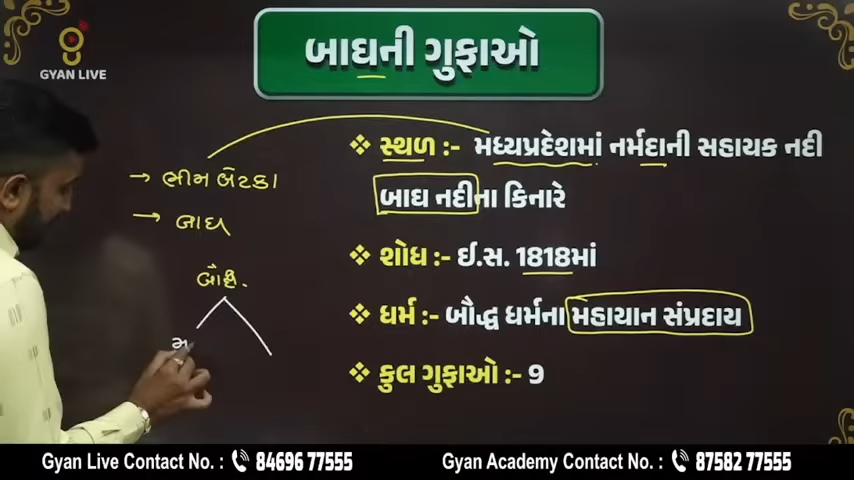 બાઘની ગુફાઓ
GYAN LIVE
❖ સ્થળ :- મધ્યપ્રદેશમાં નર્મદાની સહાયક નદી
બાઘ નદીના કિનારે
❖ શોધ :- ઈ.સ. 1818માં
❖ ધર્મ :- બૌદ્ધ ધર્મના મહાયાન સંપ્રદાય
❖ કુલ ગુફાઓ :- 9
→ ભીમ બેટકા
→ બાઘ
બૌદ્ધ.
મ
Gyan Live Contact No. : 84696 77555
Gyan Academy Contact No. : 87582 77555